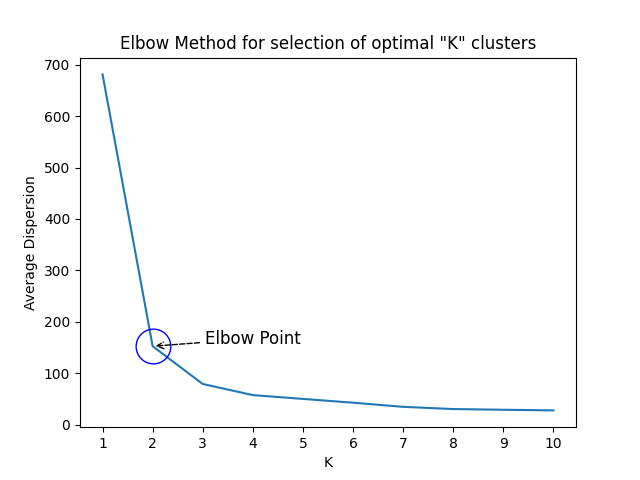 Elbow Method for selection of optimal "K" clusters
700
600
500
400
300
200
100
0
Average Dispersion
Elbow Point
1 2 3 4 5 6 7 8 9 10
K